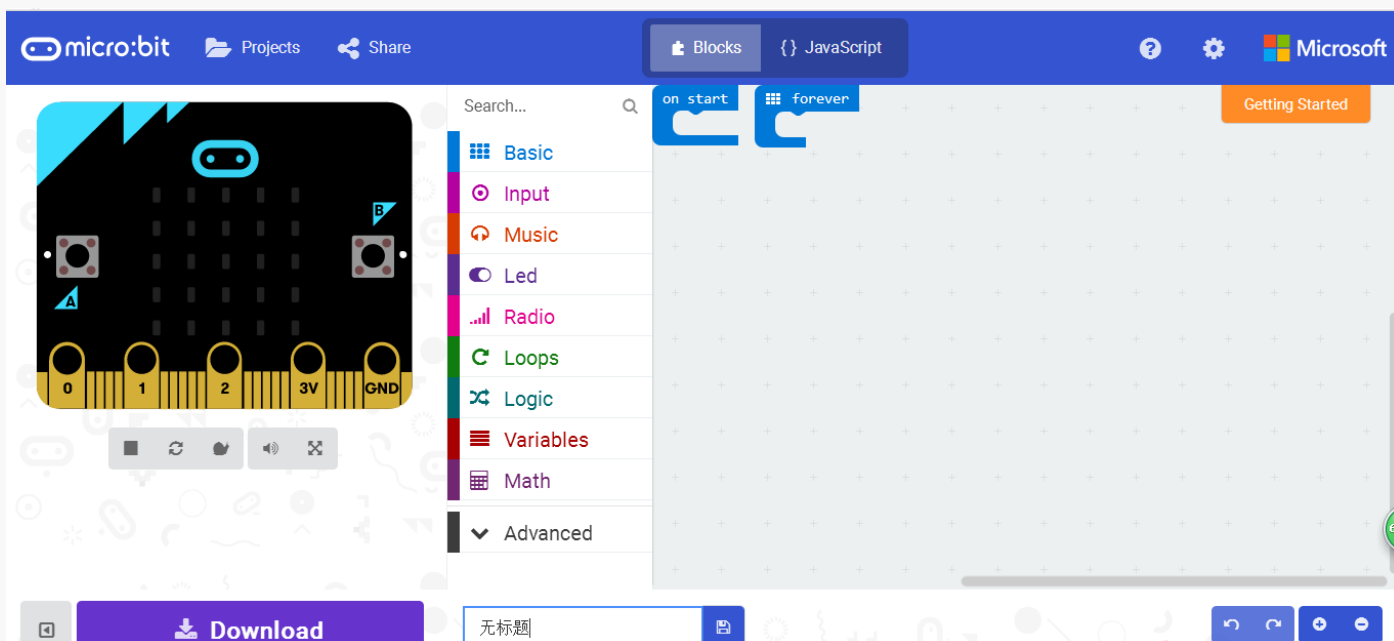 micro:bit Projects Share Blocks {} JavaScript Microsoft
Search...
on start forever
Getting Started
Basic
Input
Music
Led
Radio
Loops
Logic
Variables
Math
Advanced
B
A
0 1 2 3V GND
Download
无标题